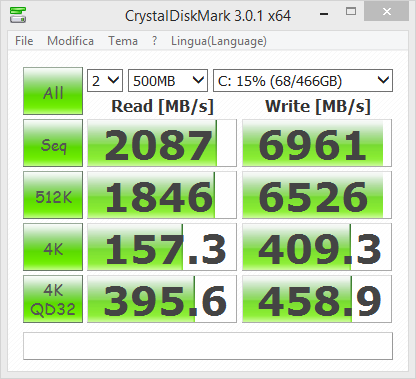 CrystalDiskMark 3.0.1 x64
File Modifica Tema ? Lingua(Language)
All 2 500MB C: 15% (68/466GB)
Read [MB/s] Write [MB/s]
Seq 2087 6961
512K 1846 6526
4K 157.3 409.3
4K QD32 395.6 458.9